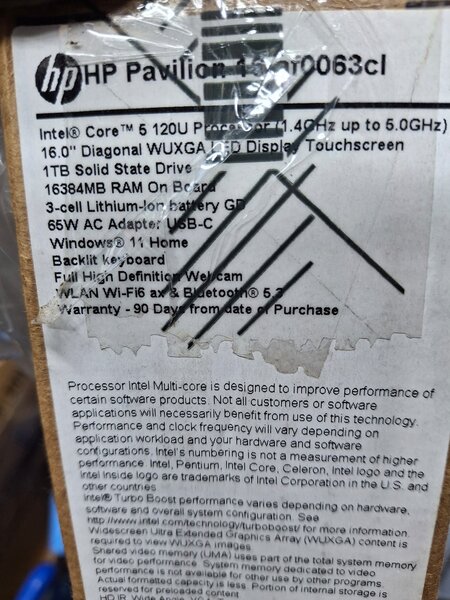 hp HP Pavilion 16-af0063cl
Intel® Core™ 5 120U Processor (1.4GHz up to 5.0GHz)
16.0" Diagonal WUXGA LED Display Touchscreen
1TB Solid State Drive
16384MB RAM On Board
3-cell Lithium-Ion battery GD
65W AC Adapter USB-C
Windows® 11 Home
Backlit keyboard
Full High Definition Webcam
WLAN Wi-Fi6 ax & Bluetooth® 5.3
Warranty - 90 Days from date of Purchase
Processor Intel Multi-core is designed to improve performance of
certain software products. Not all customers or software
applications will necessarily benefit from use of this technology.
Performance and clock frequency will vary depending on
application workload and your hardware and software
configurations. Intel's numbering is not a measurement of higher
performance. Intel, Pentium, Intel Core, Celeron, Intel logo and the
Intel Inside logo are trademarks of Intel Corporation in the U.S. and
other countries.
Intel® Turbo Boost performance varies depending on hardware,
software and overall system configuration. See
http://www.intel.com/technology/turboboost/ for more information.
Widescreen Ultra Extended Graphics Array (WUXGA) content is
required to view WUXGA images.
Shared video memory (UMA) uses part of the total system memory
for video performance. System memory dedicated to video
performance is not available for other use by other programs.
Actual formatted capacity is less. Portion of internal storage is
reserved for preloaded content.